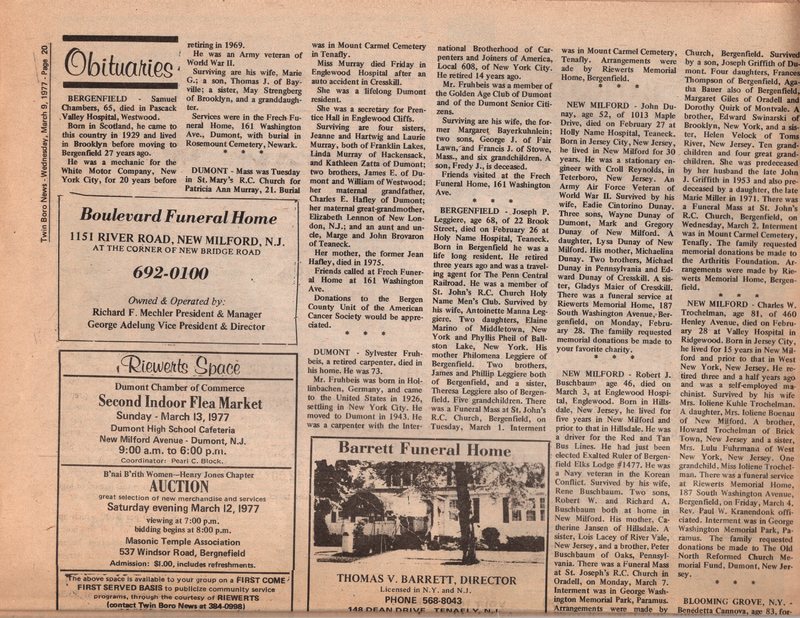 Twin Boro News - Wednesday, March 9, 1977 - Page 20
Obituaries
BERGENFIELD - Samuel
Chambers, 65, died in Pascack
Valley Hospital, Westwood.
Born in Scotland, he came to
this country in 1929 and lived
in Brooklyn before moving to
Bergenfield 27 years ago.
He was a mechanic for the
White Motor Company, New
York City, for 20 years before
retiring in 1969.
He was an Army veteran of
World War II.
Surviving are his wife, Marie
G.; a son, Thomas J. of Bay-
ville; a sister, May Strengberg
of Brooklyn, and a granddaugh-
ter.
Services were in the Frech Fu-
neral Home, 161 Washington
Ave., Dumont, with burial in
Rosemount Cemetery, Newark.
* * *
DUMONT - Mass was Tuesday
in St. Mary's R.C. Church for
Patricia Ann Murray, 21. Burial
was in Mount Carmel Cemetery
in Tenafly.
Miss Murray died Friday in
Englewood Hospital after an
auto accident in Cresskill.
She was a lifelong Dumont
resident.
She was a secretary for Pren-
tice Hall in Englewood Cliffs.
Surviving are four sisters,
Jeanne and Hartwig and Laurie
Murray, both of Franklin Lakes,
Linda Murray of Hackensack,
and Kathleen Zattn of Dumont;
two brothers, James E. of Du-
mont and William of Westwood;
her maternal grandfather,
Charles E. Hafley of Dumont;
her maternal great-grandmother,
Elizabeth Lennon of New Lon-
don, N.J.; and an aunt and un-
cle, Marge and John Brovaron
of Teaneck.
Her mother, the former Jean
Hafley, died in 1975.
Friends called at Frech Funer-
al Home at 161 Washington
Ave.
Donations to the Bergen
County Unit of the American
Cancer Society would be appre-
ciated.
* * *
DUMONT - Sylvester Fruh-
beis, a retired carpenter, died in
his home. He was 73.
Mr. Fruhbeis was born in Hol-
linbachen, Germany, and came
to the United States in 1926,
settling in New York City. He
moved to Dumont in 1943. He
was a carpenter with the Inter-
national Brotherhood of Car-
penters and Joiners of America,
Local 608, of New York City.
He retired 14 years ago.
Mr. Fruhbeis was a member of
the Golden Age Club of Dumont
and of the Dumont Senior Citi-
zens.
Surviving are his wife, the for-
mer Margaret Bayerkuhnlein;
two sons, George J. of Fair
Lawn, and Francis J. of Stowe,
Mass., and six grandchildren. A
son, Fredy J., is deceased.
Friends visited at the Frech
Funeral Home, 161 Washington
Ave.
* * *
BERGENFIELD - Joseph P.
Leggiere, age 68, of 22 Brook
Street, died on February 26 at
Holy Name Hospital, Teaneck.
Born in Bergenfield he was a
life long resident. He retired
three years ago and was a trave-
ling agent for The Penn Central
Railroad. He was a member of
St. John's R.C. Church Holy
Name Men's Club. Survived by
his wife, Antoinette Manna Leg-
giere. Two daughters, Elaine
Marino of Middletown, New
York and Phyllis Pheil of Ball-
ston Lake, New York. His
mother Philomena Leggiere of
Bergenfield. Two brothers,
James and Phillip Leggiere both
of Bergenfield, and a sister,
Theresa Leggiere also of Bergen-
field. Five grandchildren. There
was a Funeral Mass at St. John's
R.C. Church, Bergenfield, on
Tuesday, March 1. Interment
was in Mount Carmel Cemetery,
Tenafly. Arrangements were
ade by Riewerts Memorial
Home, Bergenfield.
* * *
NEW MILFORD - John Du-
nay, age 52, of 1013 Maple
Drive, died on February 27 at
Holly Name Hospital, Teaneck.
Born in Jersey City, New Jersey,
he lived in New Milford for 30
years. He was a stationary en-
gineer with Croll Reynolds, in
Teterboro, New Jersey. An
Army Air Force Veteran of
World War II. Survived by his
wife, Eadie Cintorino Dunay.
Three sons, Wayne Dunay of
Dumont, Mark and Gregory
Dunay of New Milford. A
daughter, Lysa Dunay of New
Milford. His mother, Michaelina
Dunay. Two brothers, Michael
Dunay in Pennsylvania and Ed-
ward Dunay of Cresskill. A sis-
ter, Gladys Meier of Cresskill.
There was a funeral service at
Riewerts Memorial Home, 187
South Washington Avenue, Ber-
genfield, on Monday, Februa-
ry 28. The famiily requested
memorial donations be made to
your favorite charity.
* * *
NEW MILFORD - Robert J.
Buschbaum age 46, died on
March 3, at Englewood Hospi-
tal, Englewood. Born in Hills-
dale, New Jersey, he lived for
five years in New Milford and
prior to that in Hillsdale. He was
a driver for the Red and Tan
Bus Lines. He had just been
elected Exalted Ruler of Bergen-
field Elks Lodge #1477. He was
a Navy veteran in the Korean
Conflict. Survived by his wife,
Rene Buschbaum. Two sons,
Robert W. and Richard A.
Buschbaum both at home in
New Milford. His mother, Ca-
therine Jansen of Hillsdale. A
sister, Lois Lacey of River Vale,
New Jersey, and a brother, Peter
Buschbaum of Oaks, Pennsyl-
vania. There was a Funeral Mass
at St. Joseph's R.C. Church in
Oradell, on Monday, March 7.
Interment was in George Wash-
ington Memorial Park, Paramus.
Arrangements were made by
Church, Bergenfield. Survived
by a son, Joseph Griffith of Du-
mont. Four daughters, Frances
Thompson of Bergenfield, Aga-
tha Bauer also of Bergenfield,
Margaret Giles of Oradell and
Dorothy Quirk of Montvale. A
brother, Edward Swinarski of
Brooklyn, New York, and a sis-
ter, Helen Velock of Toms
River, New Jersey. Ten grand-
children and four great grand-
children. She was predeceased
by her husband the late John
J. Griffith in 1953 and also pre-
deceased by a daughter, the late
Marie Miller in 1971. There was
a Funeral Mass at St. John's
R.C. Church, Bergenfield, on
Wednesday, March 2. Interment
was in Mount Carmel Cemetery,
Tenafly. The family requested
memorial donations be made to
the Arthritis Foundation. Ar-
rangements were made by Rie-
werts Memorial Home, Bergen-
field.
* * *
NEW MILFORD - Charles W.
Trochelman, age 81, of 460
Henley Avenue, died on Febru-
ary 28 at Valley Hospital in
Ridgewood. Born in Jersey City,
he lived for 15 years in New Mil-
ford and prior to that in West
New York, New Jersey. He re-
tired three and a half years ago
and was a self-employed ma-
chinist. Survived by his wife
Mrs. Ioliene Kuhle Trochelman.
A daughter, Mrs. Ioliene Boenau
of New Milford. A brother,
Howard Trochelman of Brick
Town, New Jersey and a sister,
Mrs. Lulu Fuhrmana of West
New York, New Jersey. One
grandchild, Miss Ioliene Trochel-
man. There was a funeral service
at Riewerts Memorial Home,
187 South Washington Avenue,
Bergenfield, on Friday, March 4.
Rev. Paul W. Kranendonk offi-
ciated. Interment was in George
Washington Memorial Park, Pa-
ramus. The family requested
donations be made to The Old
North Reformed Church Me-
morial Fund, Dumont, New Jer-
sey.
* * *
BLOOMING GROVE, N.Y. -
Benedetta Cannova, age 83, for-
Boulevard Funeral Home
1151 RIVER ROAD, NEW MILFORD, N.J.
AT THE CORNER OF NEW BRIDGE ROAD
692-0100
Owned & Operated by:
Richard F. Mechler President & Manager
George Adelung Vice President & Director
Riewerts Space
Dumont Chamber of Commerce
Second Indoor Flea Market
Sunday - March 13, 1977
Dumont High School Cafeteria
New Milford Avenue - Dumont, N.J.
9:00 a.m. to 6:00 p.m.
Coordinator: Pearl C. Block.
B'nai B'rith Women—Henry Jones Chapter
AUCTION
great selection of new merchandise and services
Saturday evening March 12, 1977
viewing at 7:00 p.m.
bidding begins at 8:00 p.m.
Masonic Temple Association
537 Windsor Road, Bergnefield
Admission: $1.00, includes refreshments.
The above space is available to your group on a FIRST COME
FIRST SERVED BASIS to publicize community service
programs, through the courtesy of RIEWERTS
(contact Twin Boro News at 384-0998)
Barrett Funeral Home
THOMAS V. BARRETT, DIRECTOR
Licensed in N.Y. and N.J.
PHONE 568-8043
148 DEAN DRIVE, TENAFLY, N.J.